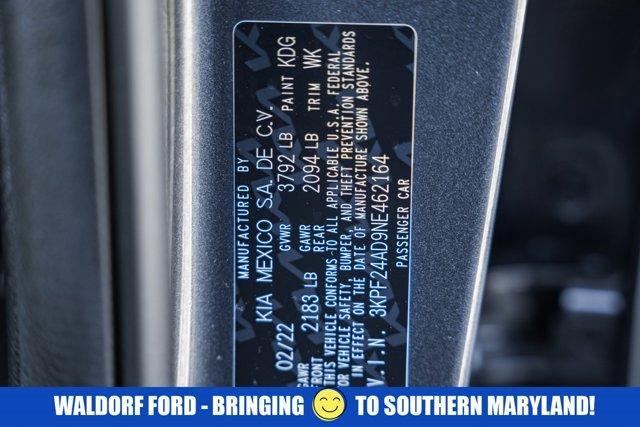 MANUFACTURED BY
KIA MEXICO S.A. DE C.V.
02/22 GVWR 3792 LB PAINT KDG
GAWR FRONT 2183 LB GAWR REAR 2094 LB TRIM WK
THIS VEHICLE CONFORMS TO ALL APPLICABLE U.S.A. FEDERAL
OR VEHICLE SAFETY, BUMPER, AND THEFT PREVENTION STANDARDS
IN EFFECT ON THE DATE OF MANUFACTURE SHOWN ABOVE.
V.I.N. 3KPF24AD9NE462164
PASSENGER CAR
WALDORF FORD - BRINGING TO SOUTHERN MARYLAND!